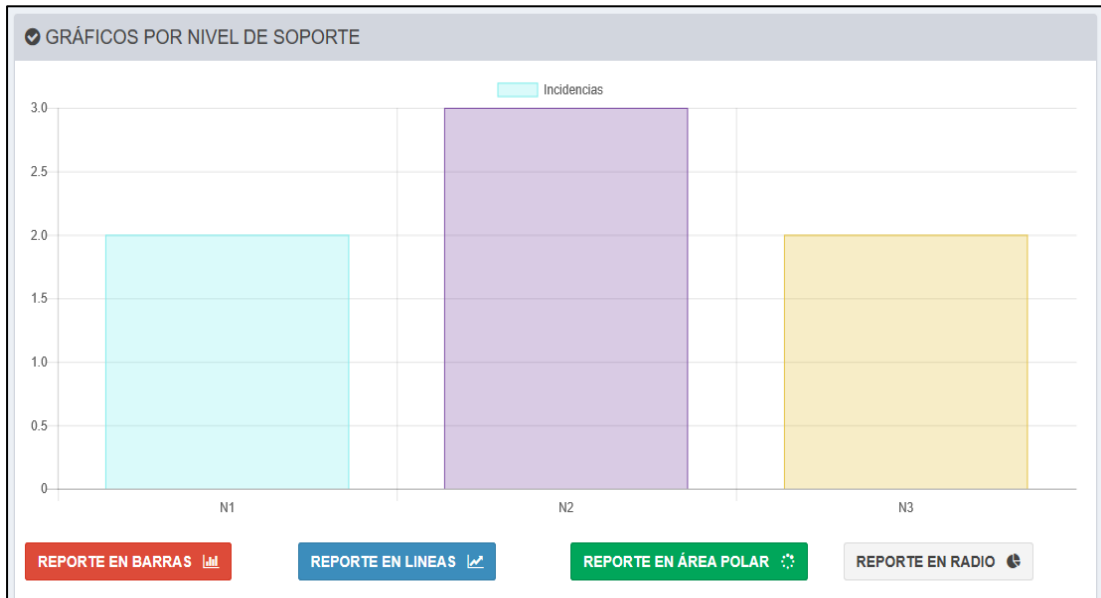 GRÁFICOS POR NIVEL DE SOPORTE
Incidencias
3.0
2.5
2.0
1.5
1.0
0.5
0
N1 N2 N3
REPORTE EN BARRAS REPORTE EN LINEAS REPORTE EN ÁREA POLAR REPORTE EN RADIO